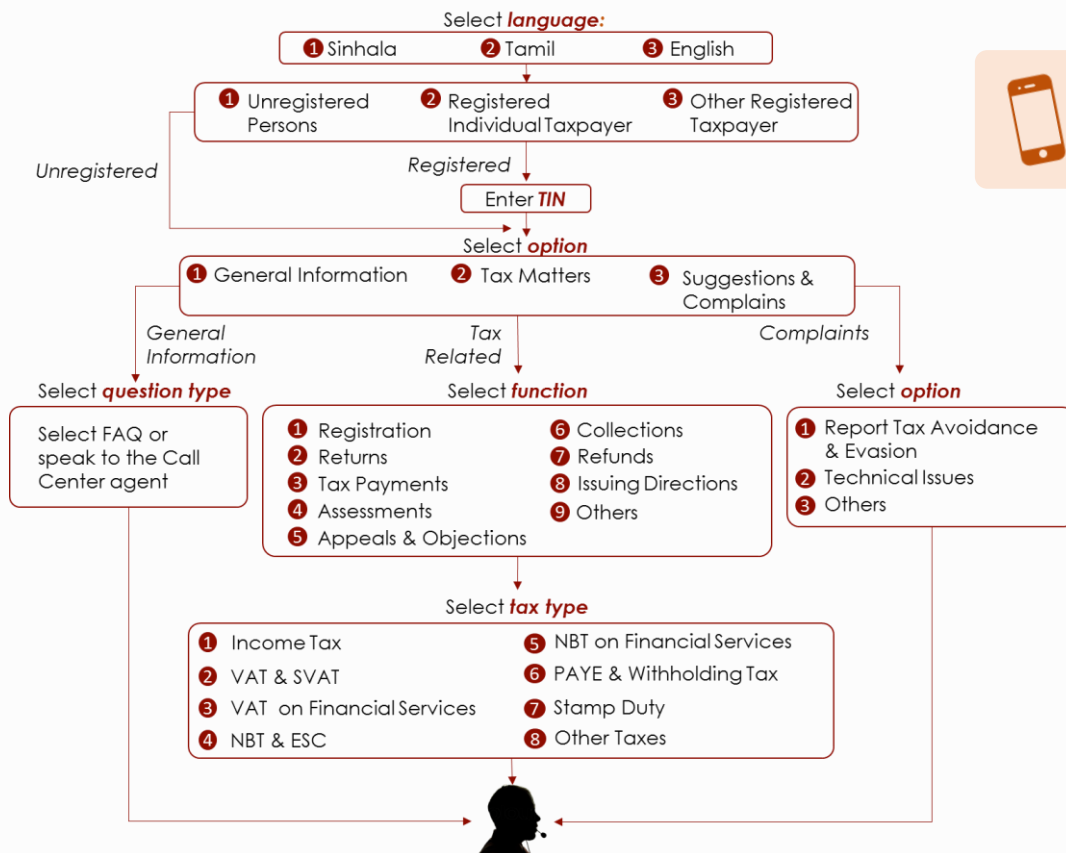 Select language:
1 Sinhala 2 Tamil 3 English
1 Unregistered Persons
2 Registered Individual Taxpayer
3 Other Registered Taxpayer
Unregistered
Registered
Enter TIN
Select option
1 General Information
2 Tax Matters
3 Suggestions & Complains
General
Information
Tax
Related
Complaints
Select question type
Select FAQ or
speak to the Call
Center agent
Select function
1 Registration
2 Returns
3 Tax Payments
4 Assessments
5 Appeals & Objections
6 Collections
7 Refunds
8 Issuing Directions
9 Others
Select option
1 Report Tax Avoidance
& Evasion
2 Technical Issues
3 Others
Select tax type
1 Income Tax
2 VAT & SVAT
3 VAT on Financial Services
4 NBT & ESC
5 NBT on Financial Services
6 PAYE & Withholding Tax
7 Stamp Duty
8 Other Taxes